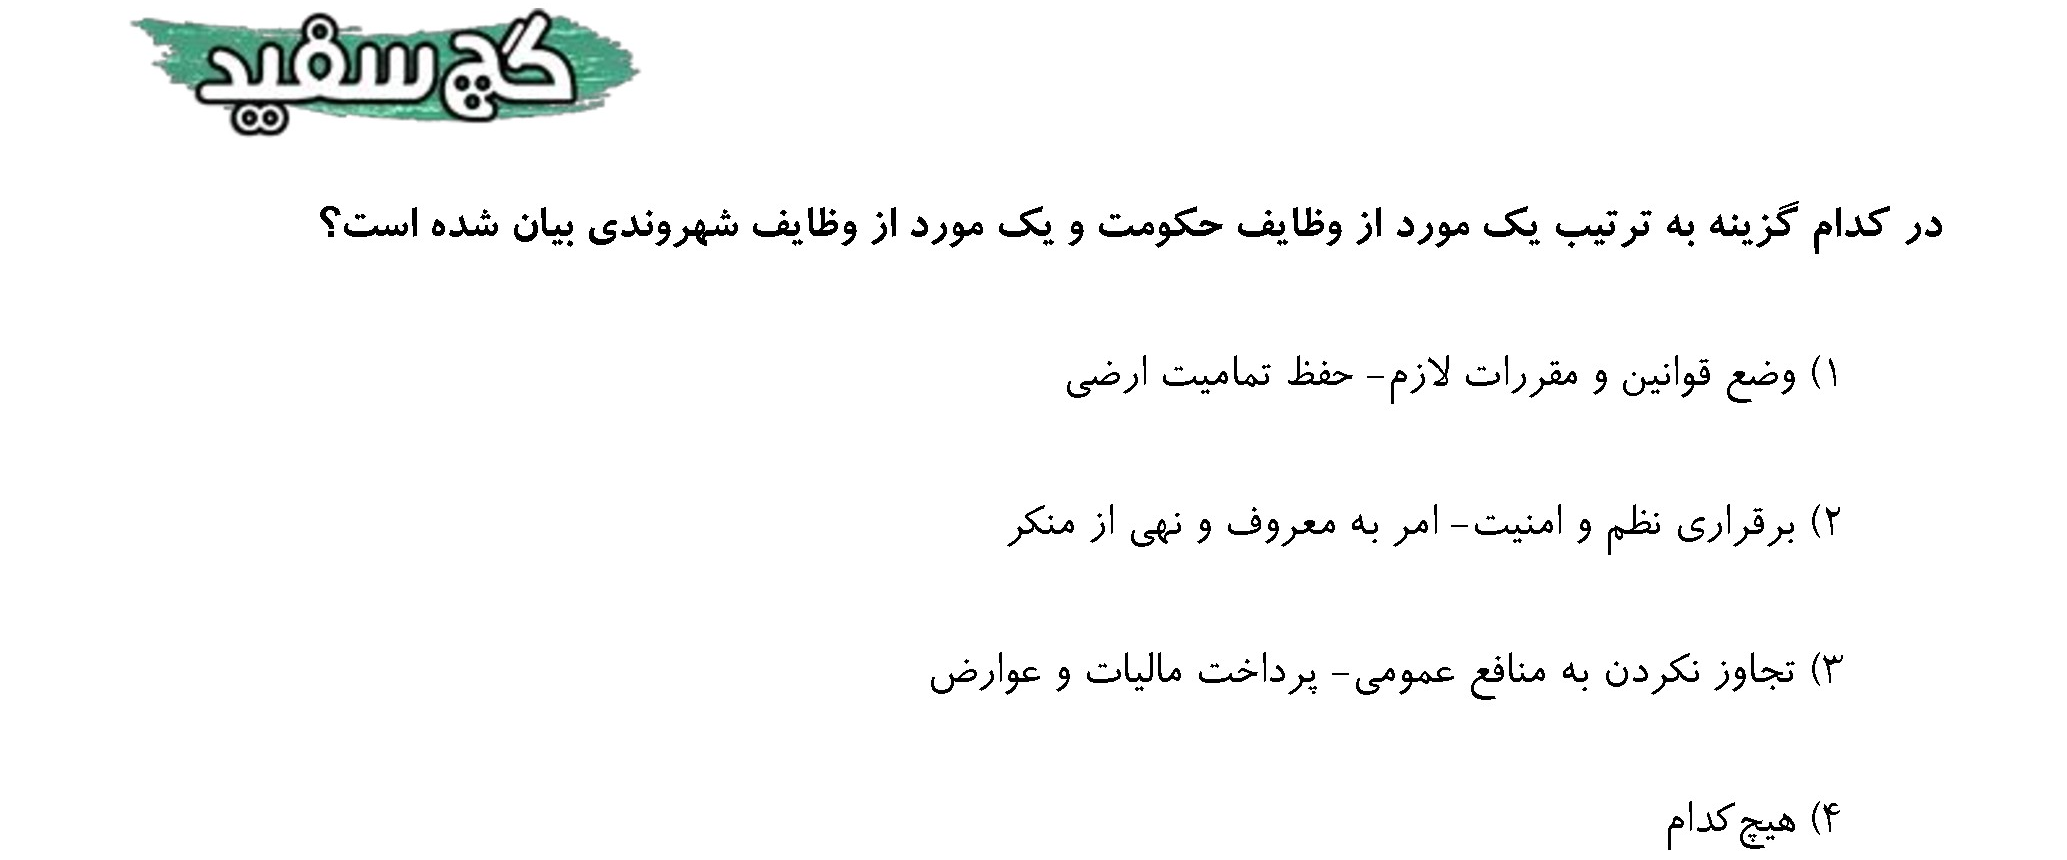 گچ سفید
در کدام گزینه به ترتیب یک مورد از وظایف حکومت و یک مورد از وظایف شهروندی بیان شده است؟
۱) وضع قوانین و مقررات لازم- حفظ تمامیت ارضی
۲) برقراری نظم و امنیت- امر به معروف و نهی از منکر
۳) تجاوز نکردن به منافع عمومی- پرداخت مالیات و عوارض
۴) هیچ کدام